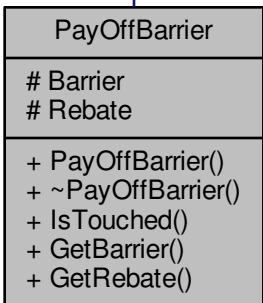 PayOffBarrier
# Barrier
# Rebate
+ PayOffBarrier()
+ ~PayOffBarrier()
+ IsTouched()
+ GetBarrier()
+ GetRebate()